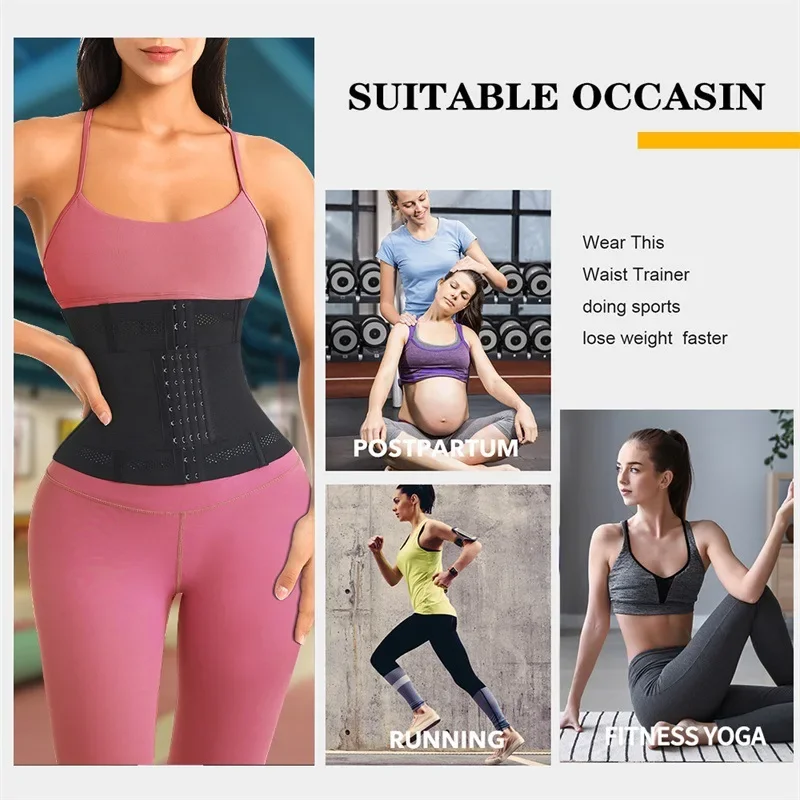 SUITABLE OCCASIN
Wear This
Waist Trainer
doing sports
lose weight faster
POSTPARTUM
RUNNING
FITNESS YOGA